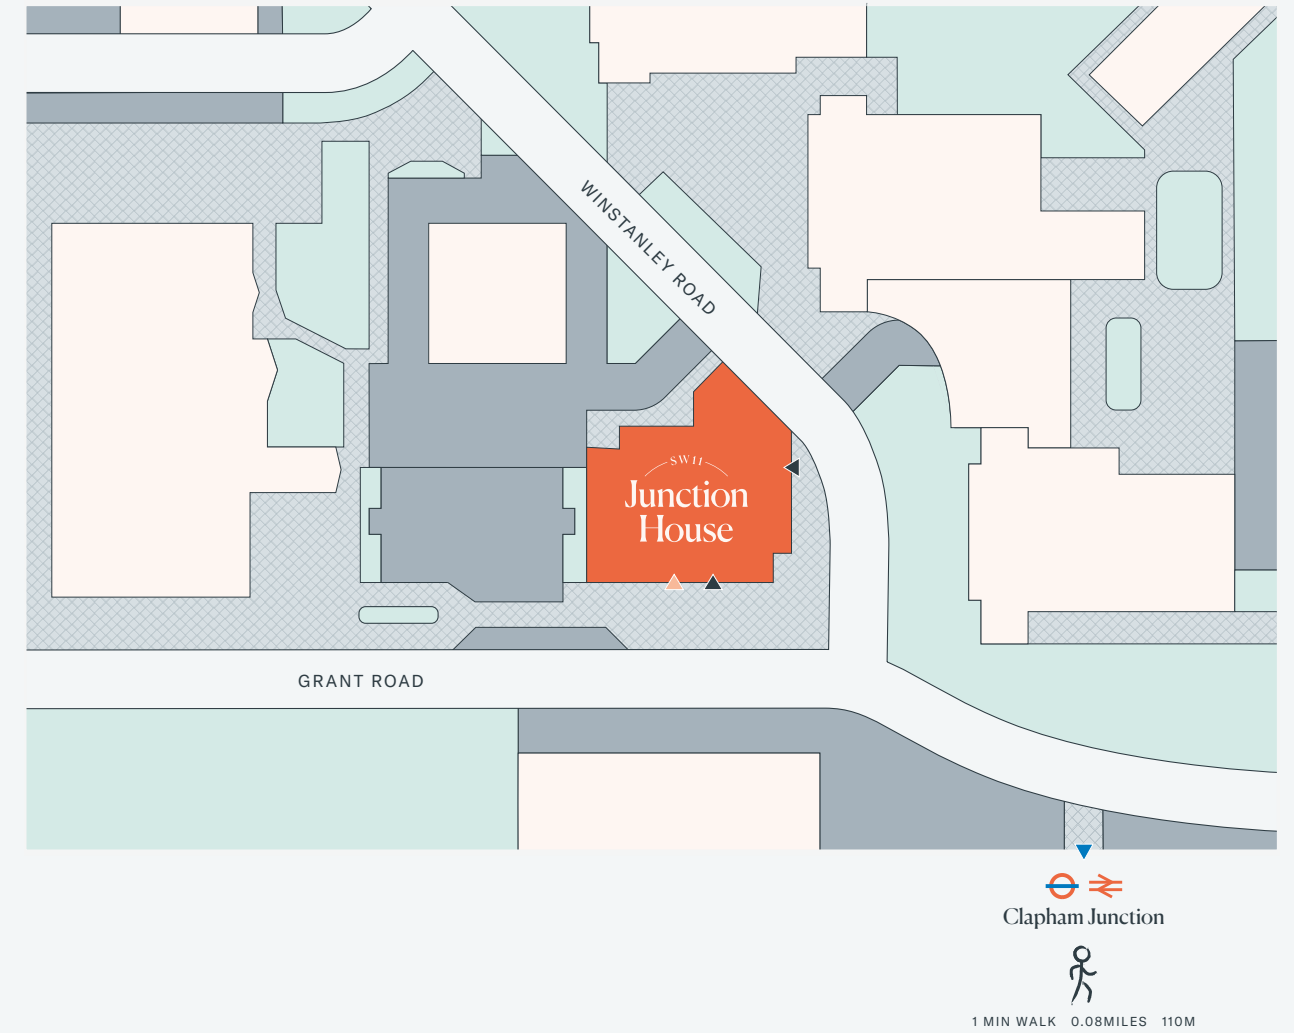 WINSTANLEY ROAD
SW11
Junction
House
GRANT ROAD
Clapham Junction
1 MIN WALK 0.08MILES 110M